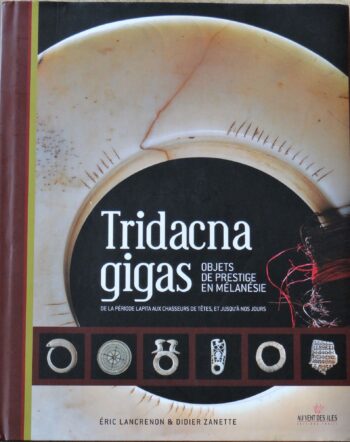 Tridacna
gigas
OBJETS
DE PRESTIGE
EN MÉLANÉSIE
DE LA PÉRIODE LAPITA AUX CHASSEURS DE TÊTES, ET JUSQU'À NOS JOURS
ÉRIC LANCRENON & DIDIER ZANETTE
AU VENT DES ILES